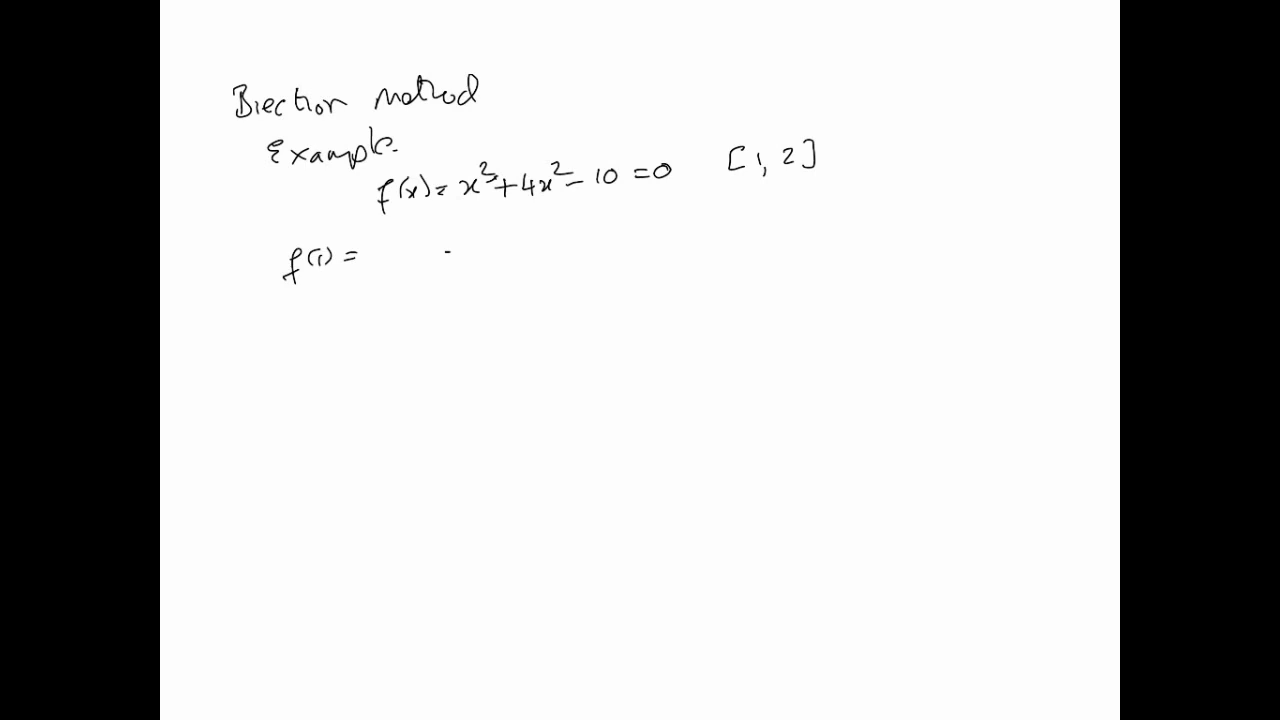 Biection method
Example.
f(x) = x³ + 4x² - 10 = 0 [1, 2]
f(1) = -